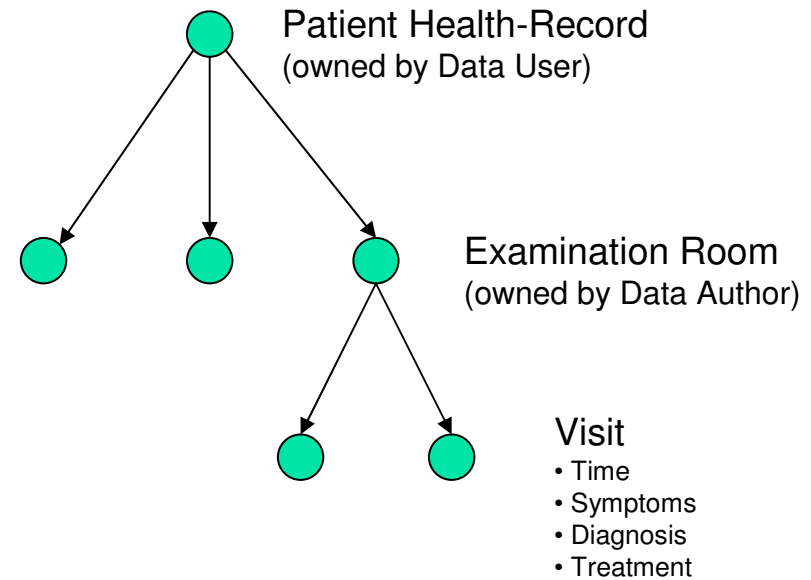 Patient Health-Record
(owned by Data User)
Examination Room
(owned by Data Author)
Visit
• Time
• Symptoms
• Diagnosis
• Treatment